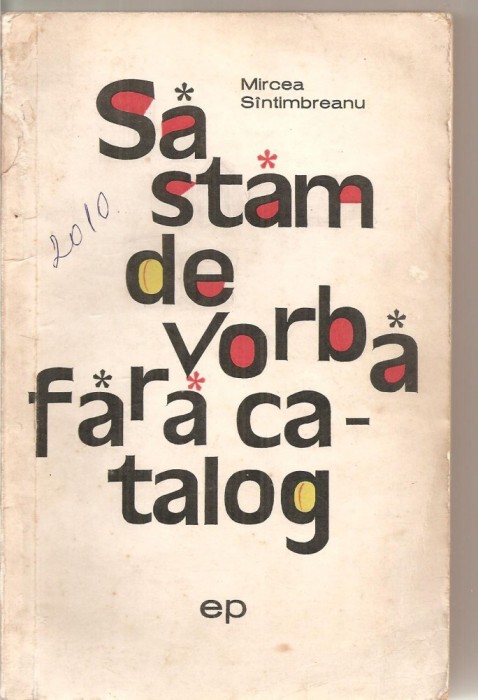 Mircea
Sîntimbreanu
Să
stăm
de
vorbă
fără ca-
talog
2010.
ep